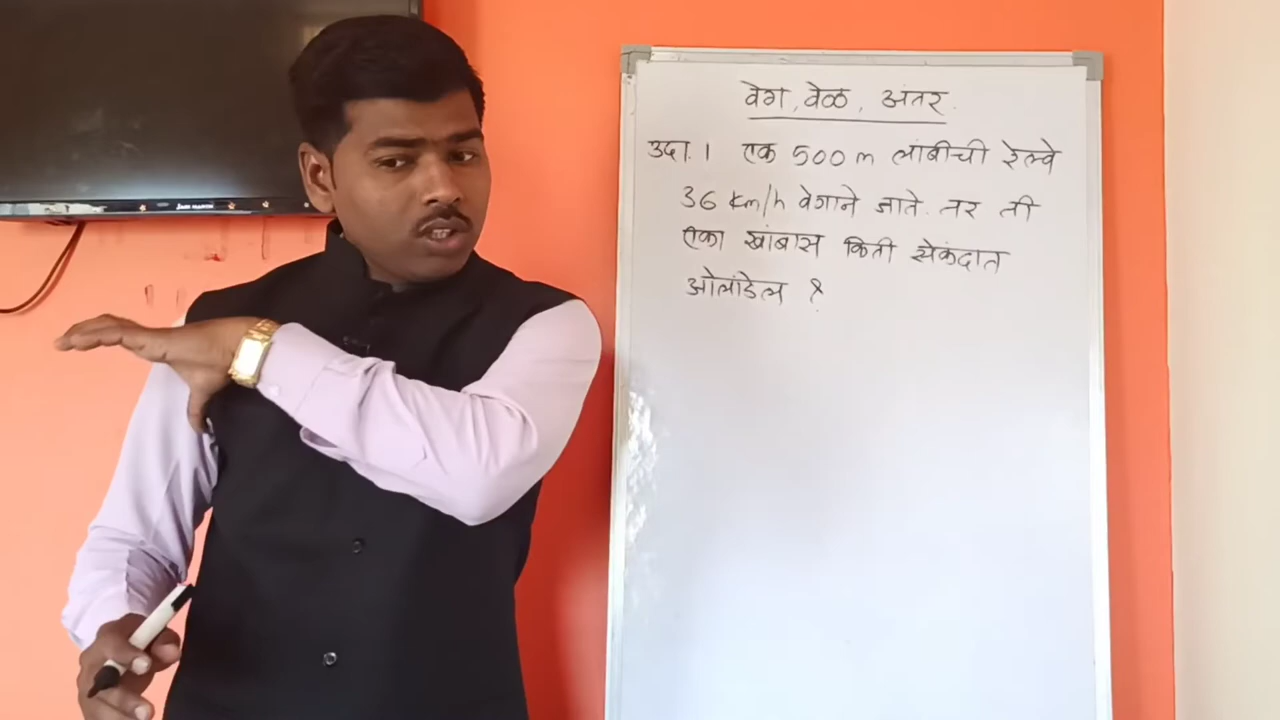 वेग, वेळ, अंतर.
उदा. 1 एक 500 m लांबीची रेल्वे
36 Km/h वेगाने जाते. तर ती
एका खांबास किती सेकंदात
ओलांडेल ?